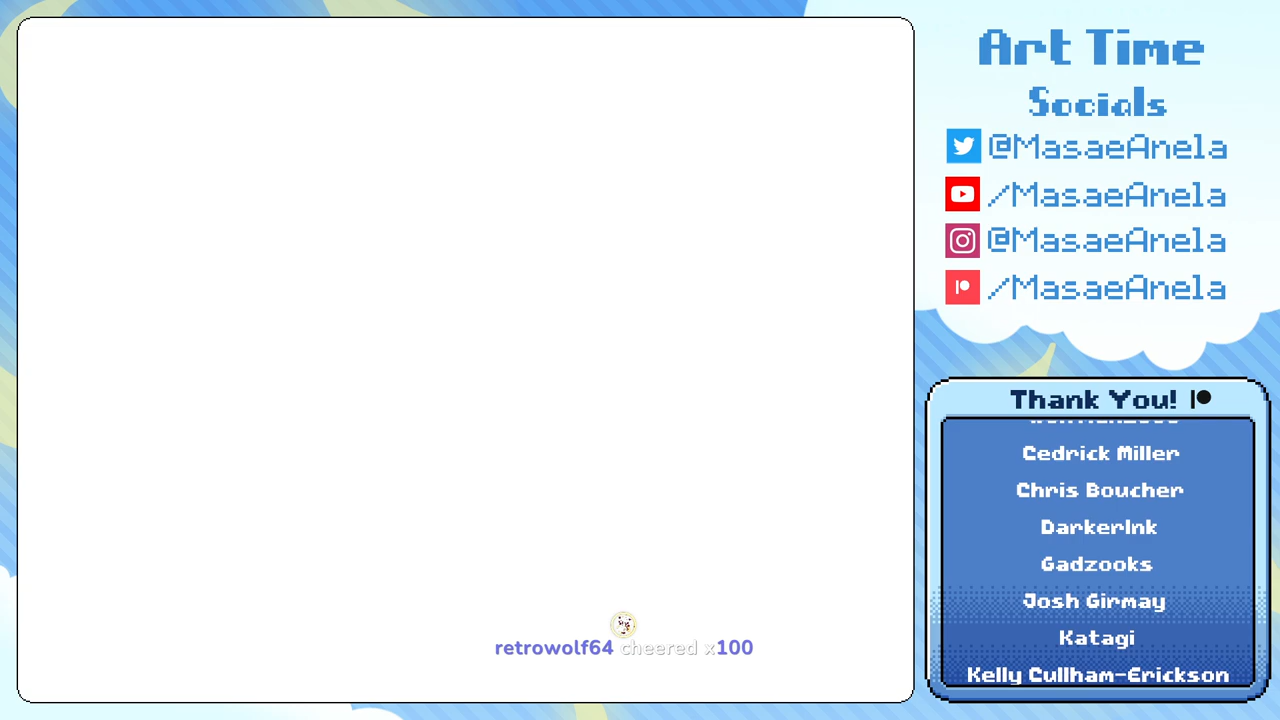 Art Time
Socials
@MasaeAnela
/MasaeAnela
@MasaeAnela
/MasaeAnela
Thank You!
Cedrick Miller
Chris Boucher
DarkerInk
Gadzooks
Josh Girmay
Katagi
Kelly Cullham-Erickson
retrowolf64 cheered x100